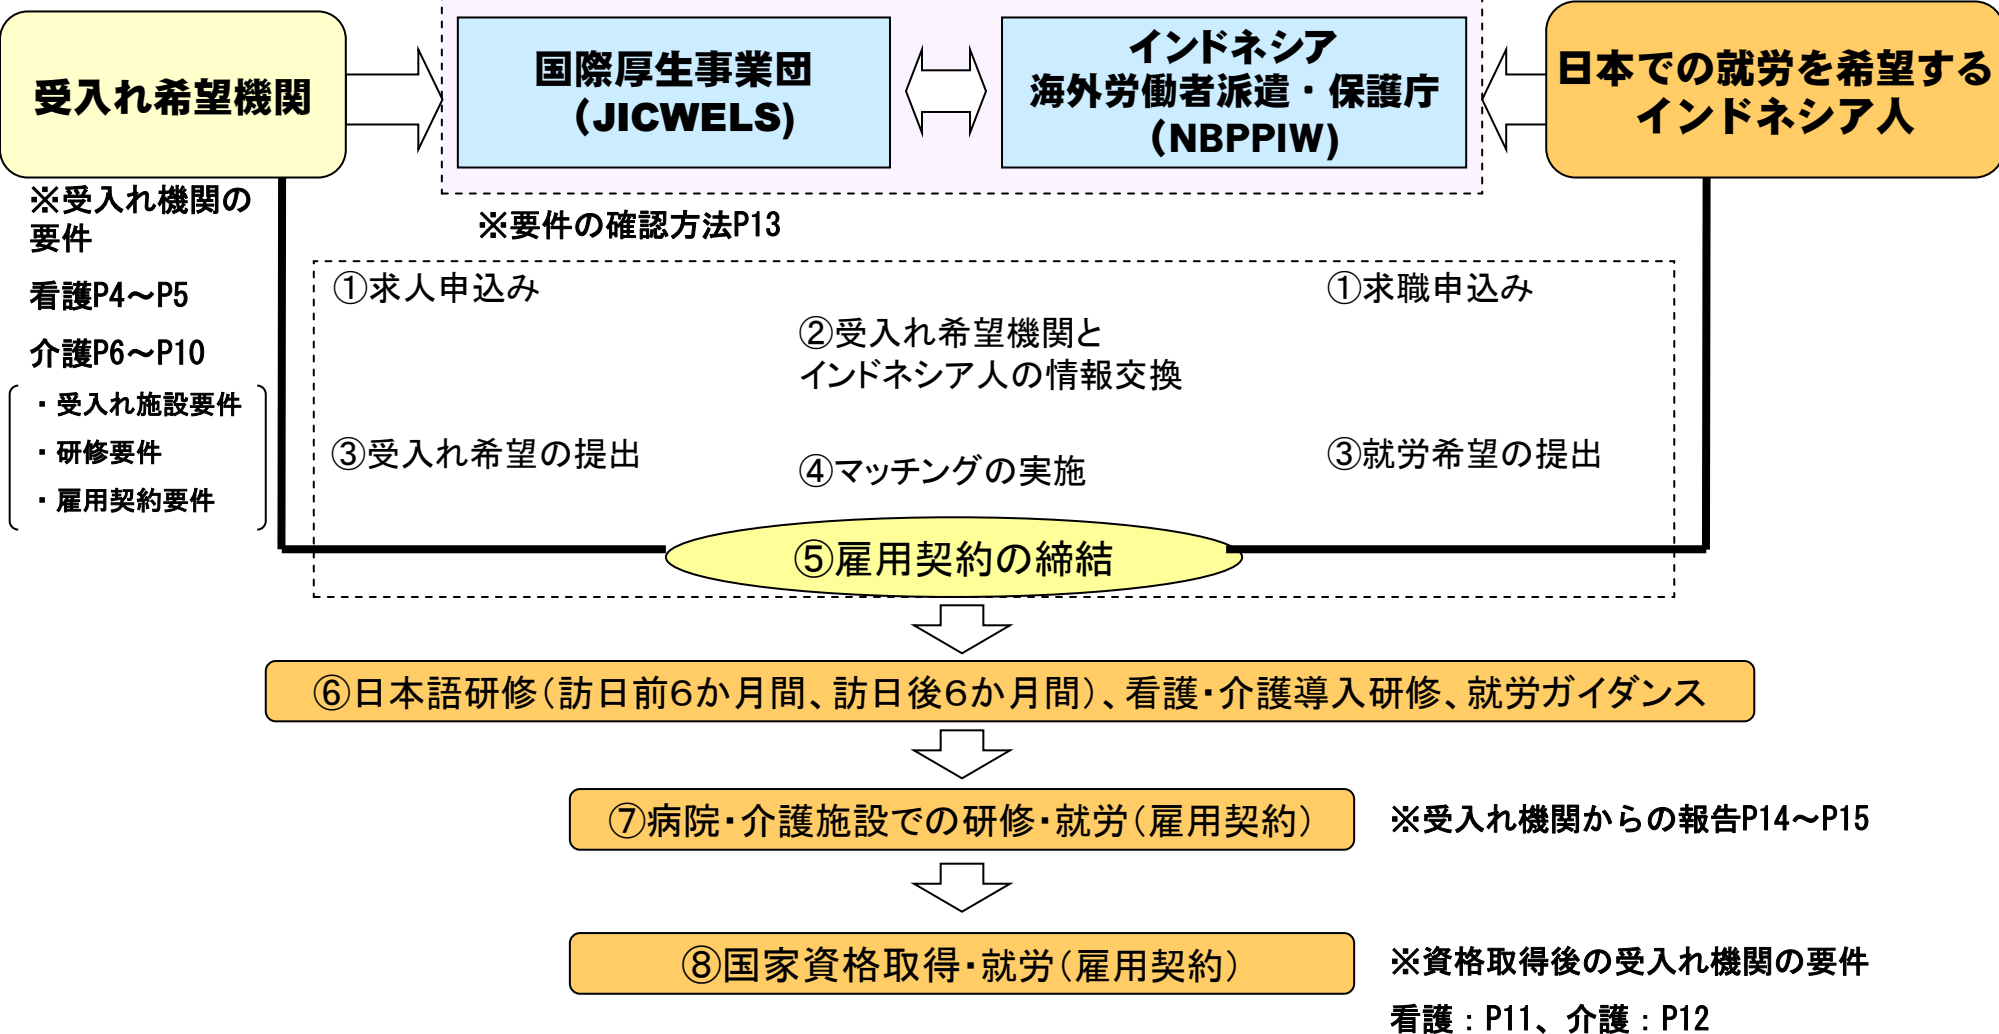 受入れ希望機関
国際厚生事業団
(JICWELS)
インドネシア
海外労働者派遣・保護庁
(NBPPIW)
日本での就労を希望する
インドネシア人
※受入れ機関の
要件
看護P4～P5
介護P6～P10
・受入れ施設要件
・研修要件
・雇用契約要件
※要件の確認方法P13
①求人申込み
①求職申込み
②受入れ希望機関と
インドネシア人の情報交換
③受入れ希望の提出
③就労希望の提出
④マッチングの実施
⑤雇用契約の締結
⑥日本語研修(訪日前6か月間、訪日後6か月間)、看護・介護導入研修、就労ガイダンス
⑦病院・介護施設での研修・就労(雇用契約)
※受入れ機関からの報告P14～P15
⑧国家資格取得・就労(雇用契約)
※資格取得後の受入れ機関の要件
看護：P11、介護：P12